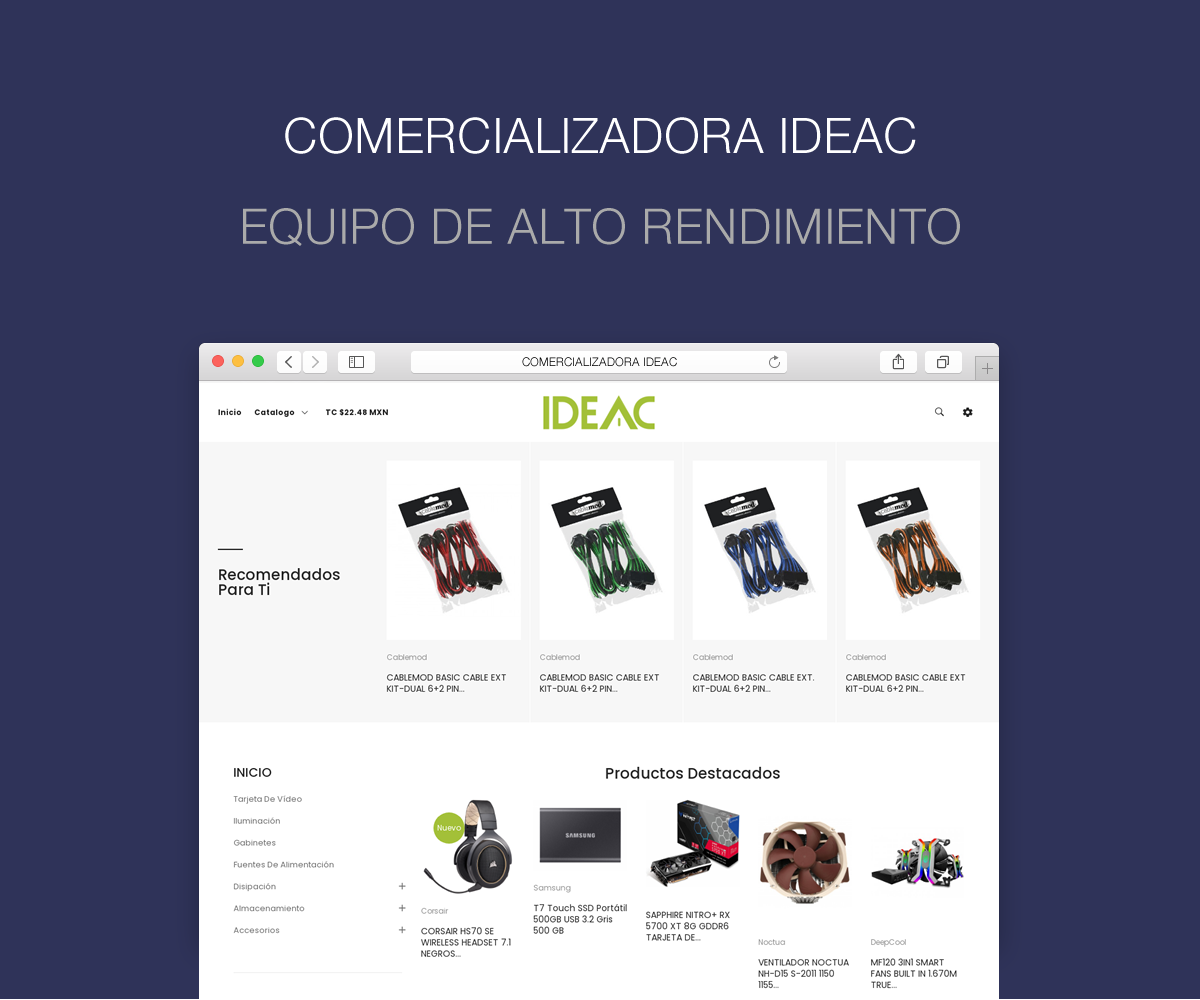 COMERCIALIZADORA IDEAC
EQUIPO DE ALTO RENDIMIENTO
COMERCIALIZADORA IDEAC
Inicio Catalogo TC $22.48 MXN
IDEAC
Recomendados
Para Ti
cablemod
cablemod
cablemod
cablemod
Cablemod
CABLEMOD BASIC CABLE EXT
KIT-DUAL 6+2 PIN...
Cablemod
CABLEMOD BASIC CABLE EXT
KIT-DUAL 6+2 PIN...
Cablemod
CABLEMOD BASIC CABLE EXT.
KIT-DUAL 6+2 PIN...
Cablemod
CABLEMOD BASIC CABLE EXT
KIT-DUAL 6+2 PIN...
INICIO
Tarjeta De Vídeo
Iluminación
Gabinetes
Fuentes De Alimentación
Disipación +
Almacenamiento +
Accesorios +
Productos Destacados
Nuevo
Corsair
CORSAIR HS70 SE
WIRELESS HEADSET 7.1
NEGROS...
SAMSUNG
Samsung
T7 Touch SSD Portátil
500GB USB 3.2 Gris
500 GB
SAPPHIRE NITRO+ RX
5700 XT 8G GDDR6
TARJETA DE...
Noctua
VENTILADOR NOCTUA
NH-D15 S-2011 1150
1155...
DeepCool
MF120 3IN1 SMART
FANS BUILT IN 1.670M
TRUE...